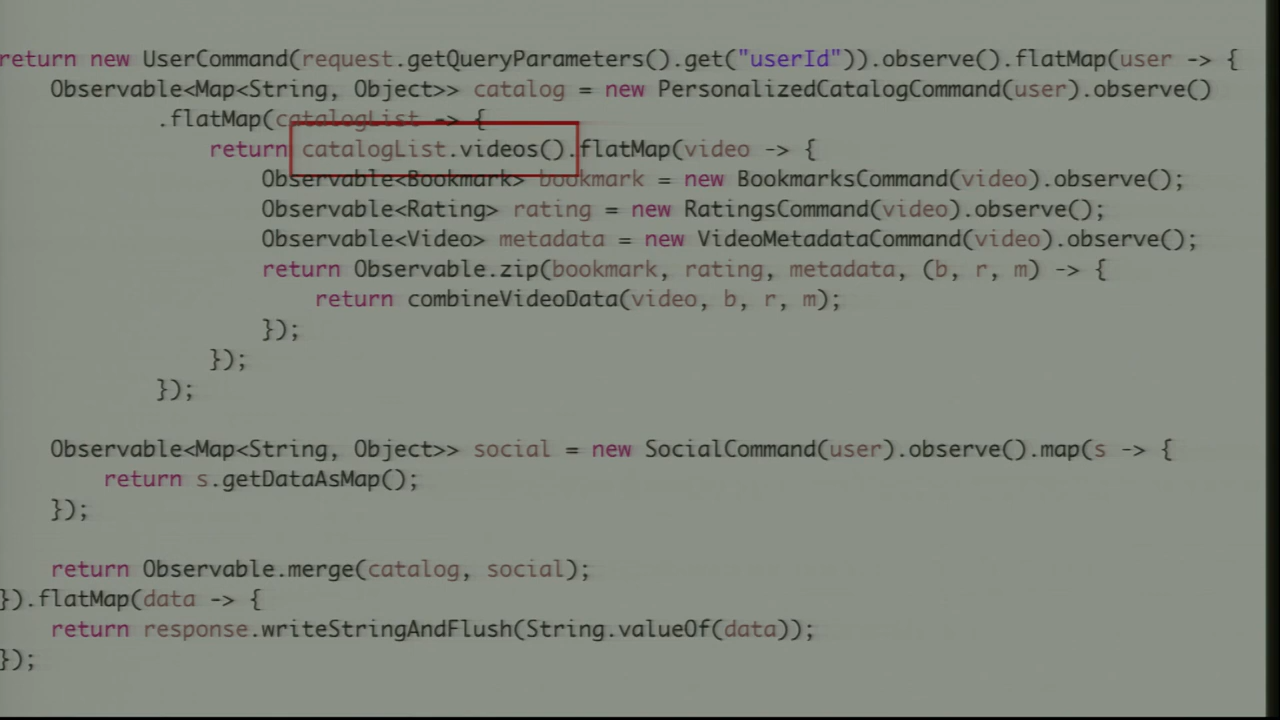 return new UserCommand(request.getQueryParameters().get("userId")).observe().flatMap(user -> {
Observable<Map<String, Object>> catalog = new PersonalizedCatalogCommand(user).observe()
.flatMap(catalogList -> {
return catalogList.videos().flatMap(video -> {
Observable<Bookmark> bookmark = new BookmarksCommand(video).observe();
Observable<Rating> rating = new RatingsCommand(video).observe();
Observable<Video> metadata = new VideoMetadataCommand(video).observe();
return Observable.zip(bookmark, rating, metadata, (b, r, m) -> {
return combineVideoData(video, b, r, m);
});
});
});
Observable<Map<String, Object>> social = new SocialCommand(user).observe().map(s -> {
return s.getDataAsMap();
});
return Observable.merge(catalog, social);
}).flatMap(data -> {
return response.writeStringAndFlush(String.valueOf(data));
});